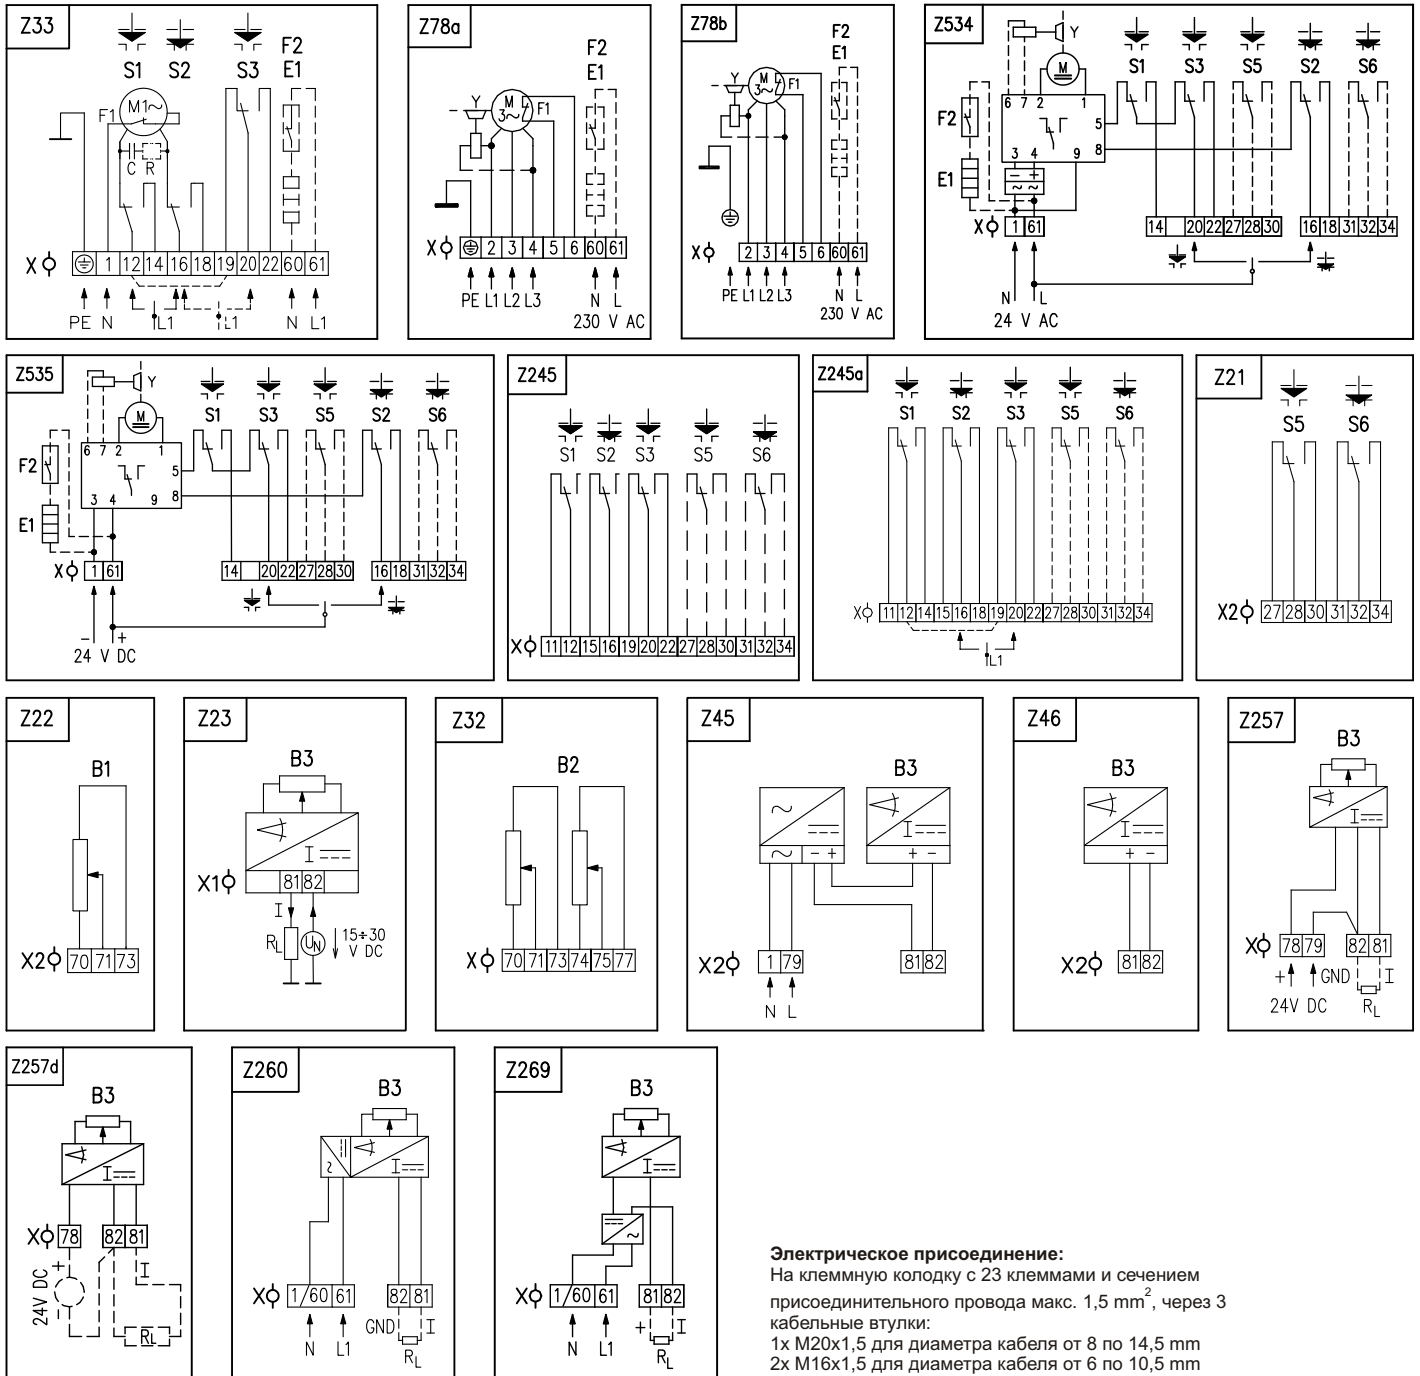 Z33
S1 S2 S3 F2
E1
F1 M1~
C R
X 1 12 14 16 18 19 20 22 60 61
PE N L1 L1 N L1
Z78a
F2
E1
Y M
3~ F1
X 2 3 4 5 6 60 61
PE L1 L2 L3 N L
230 V AC
Z78b
F2
E1
Y M
3~ F1
X 2 3 4 5 6 60 61
PE L1 L2 L3 N L
230 V AC
Z534
Y
M
S1 S3 S5 S2 S6
6 7 2 1
F2 5
8
3 4 9
E1 − +
~ ~
X 1 61 14 20 22 27 28 30 16 18 31 32 34
N L
24 V AC
Z535
Y
M
S1 S3 S5 S2 S6
6 7 2 1
F2 5
3 4 9 8
E1
X 1 61 14 20 22 27 28 30 16 18 31 32 34
− +
24 V DC
Z245
S1 S2 S3 S5 S6
X 11 12 15 16 19 20 22 27 28 30 31 32 34
Z245a
S1 S2 S3 S5 S6
X 11 12 14 15 16 18 19 20 22 27 28 30 31 32 34
L1
Z21
S5 S6
X2 27 28 30 31 32 34
Z22
B1
X2 70 71 73
Z23
B3
I
X1 81 82
I
RL UN 15÷30
V DC
Z32
B2
X 70 71 73 74 75 77
Z45
B3
~ I
~ − + + −
X2 1 79 81 82
N L
Z46
B3
I
+ −
X2 81 82
Z257
B3
I
X 78 79 82 81
+ GND I
24V DC RL
Z257d
B3
I
X 78 82 81
+ I
24V DC
−
RL
Z260
B3
~ I
X 1/60 61 82 81
GND I
N L1 RL
Z269
B3
I
~
X 1/60 61 81 82
+ I
N L1 RL
Электрическое присоединение:
На клеммную колодку с 23 клеммами и сечением
присоединительного провода макс. 1,5 mm², через 3
кабельные втулки:
1x M20x1,5 для диаметра кабеля от 8 по 14,5 mm
2x M16x1,5 для диаметра кабеля от 6 по 10,5 mm